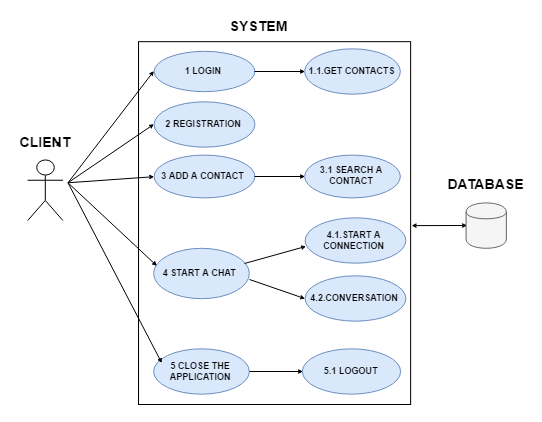 SYSTEM
1 LOGIN
1.1.GET CONTACTS
2 REGISTRATION
CLIENT
3 ADD A CONTACT
3.1 SEARCH A
CONTACT
DATABASE
4.1.START A
CONNECTION
4 START A CHAT
4.2.CONVERSATION
5 CLOSE THE
APPLICATION
5.1 LOGOUT